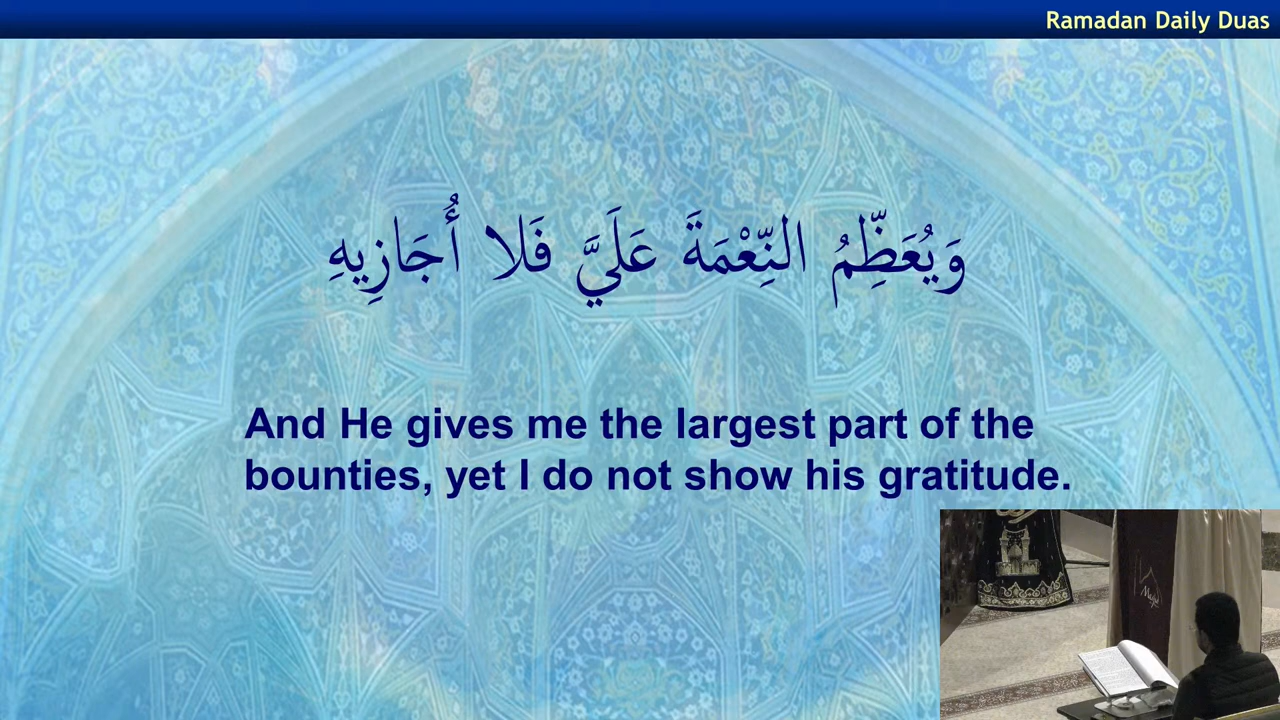 Ramadan Daily Duas
وَيُعَظِّمُ النِّعْمَةَ عَلَيَّ فَلا أُجَازِيهِ
And He gives me the largest part of the
bounties, yet I do not show his gratitude.